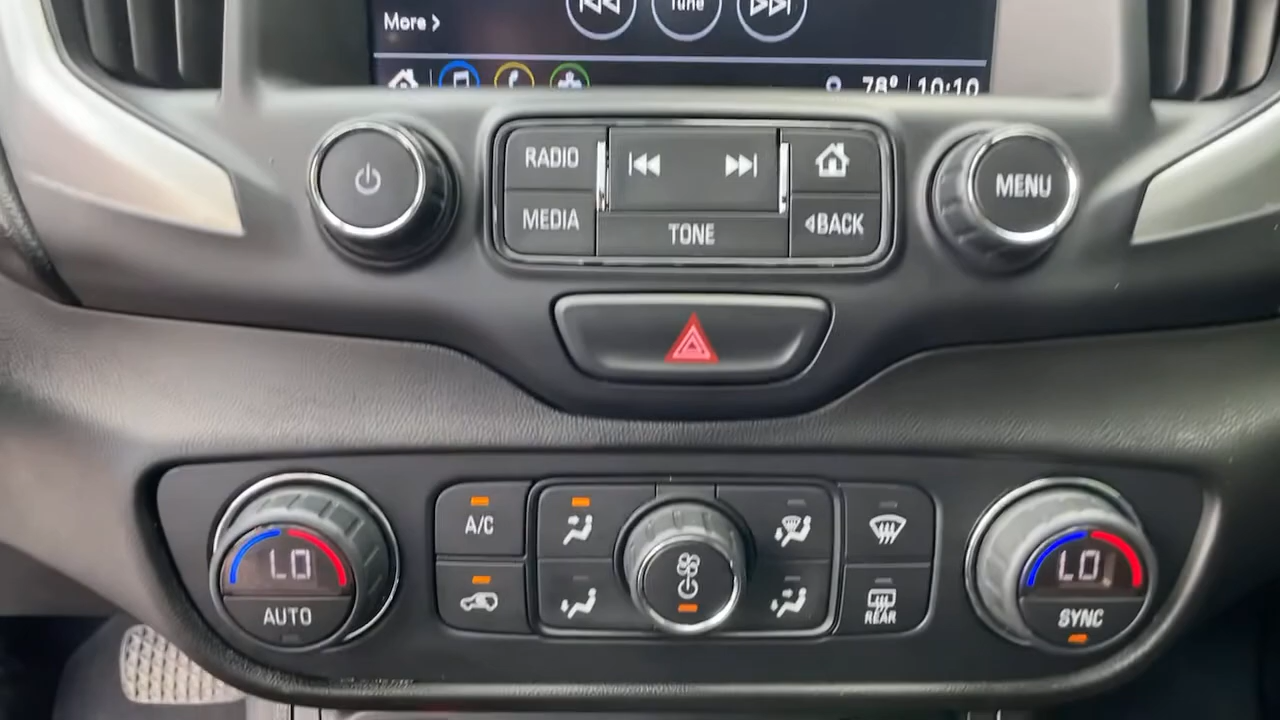 More >
Tune
78° 10:10
RADIO
MEDIA
TONE
BACK
MENU
LO
AUTO
A/C
REAR
LO
SYNC